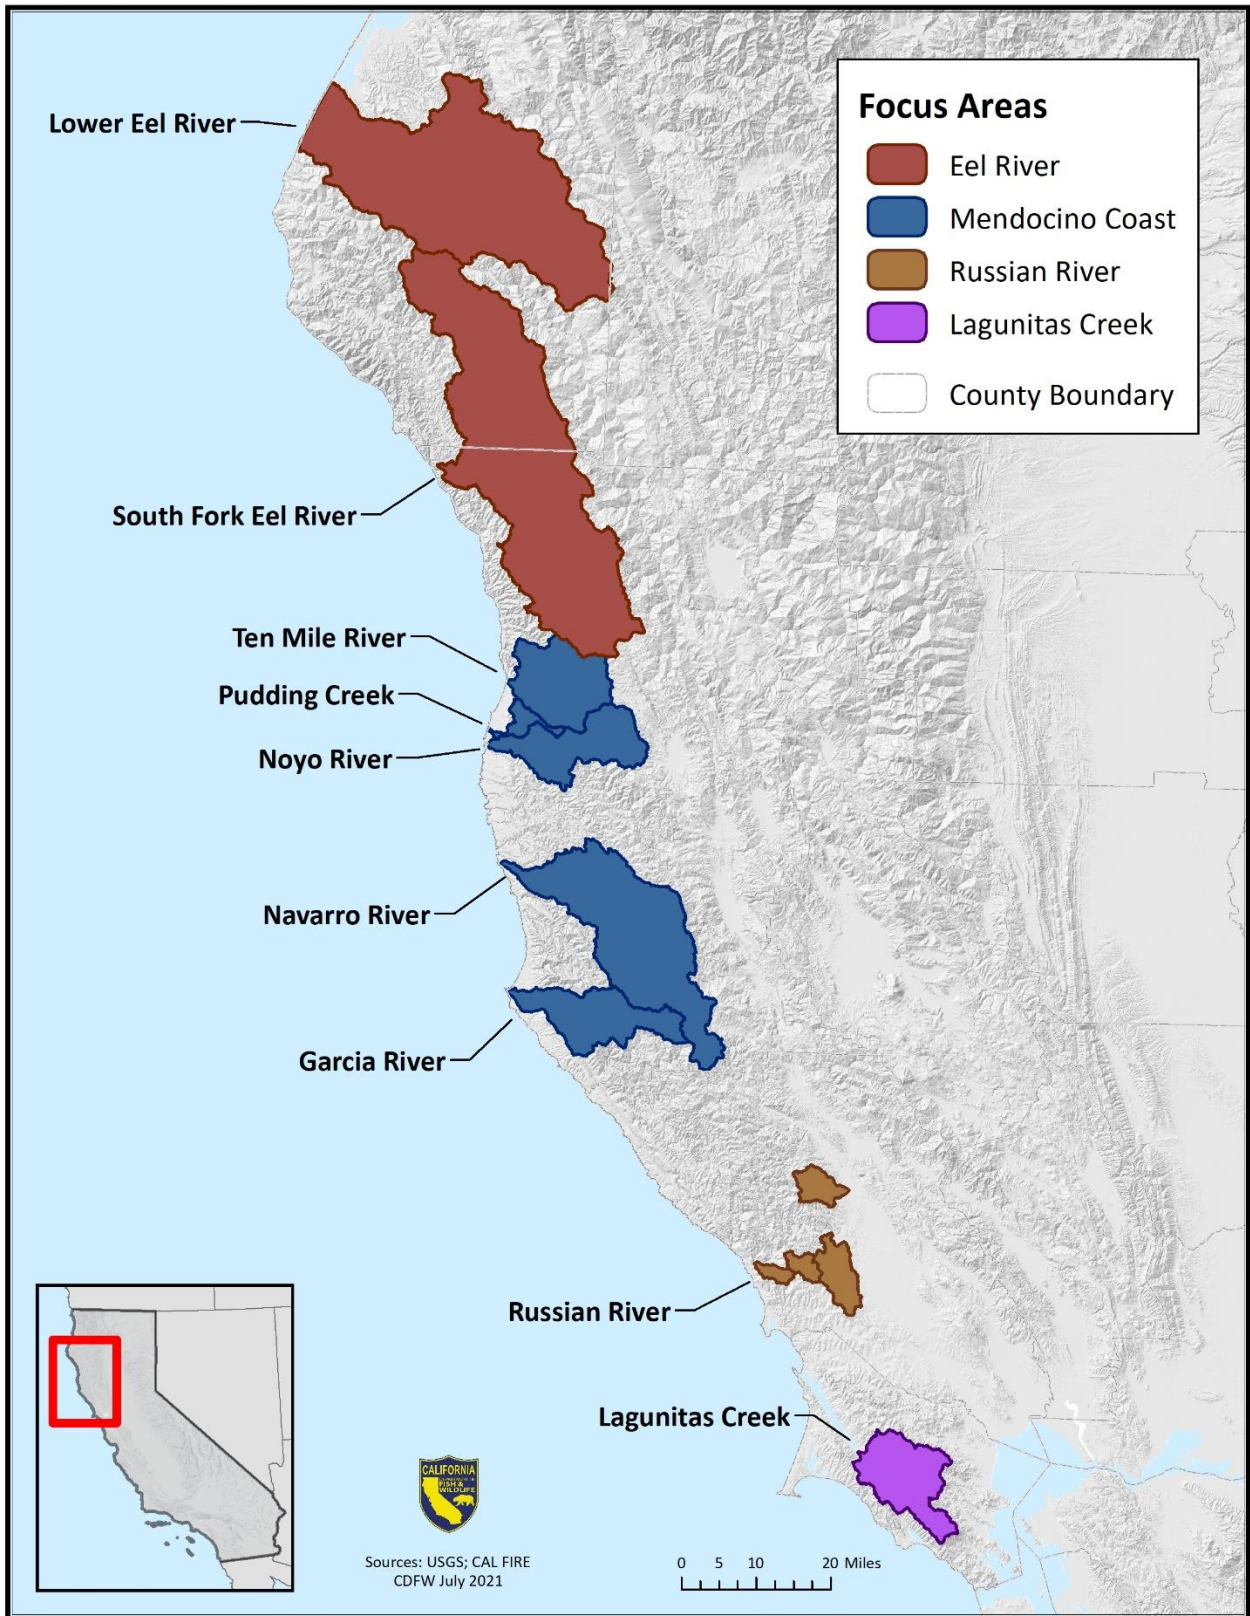 Focus Areas
Eel River
Mendocino Coast
Russian River
Lagunitas Creek
County Boundary
Lower Eel River
South Fork Eel River
Ten Mile River
Pudding Creek
Noyo River
Navarro River
Garcia River
Russian River
Lagunitas Creek
CALIFORNIA
FISH &
WILDLIFE
Sources: USGS; CAL FIRE
CDFW July 2021
0 5 10 20 Miles